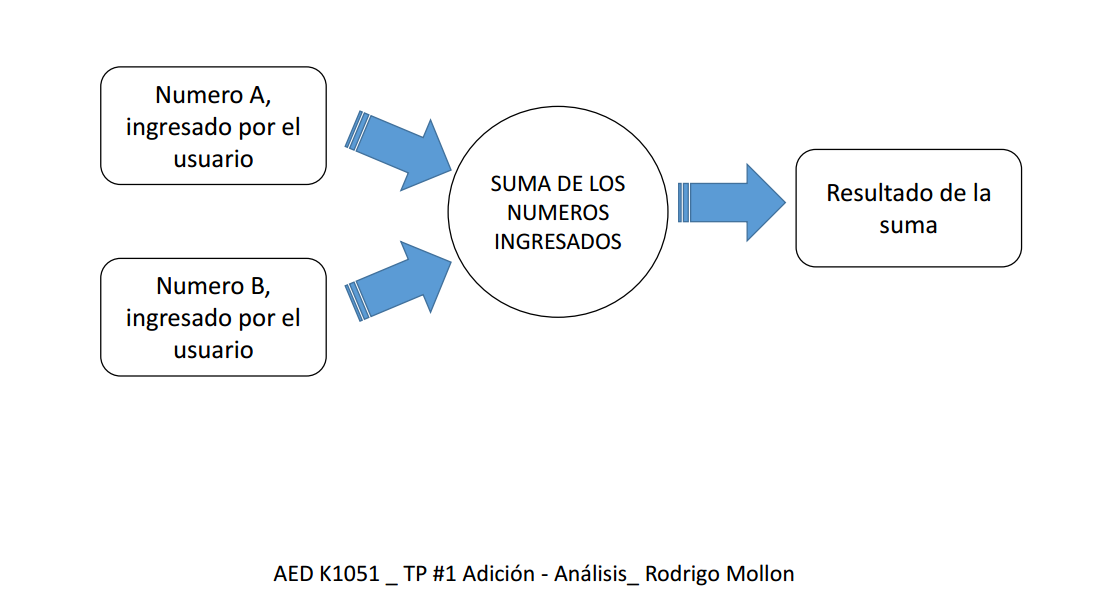 Numero A,
ingresado por el
usuario
Numero B,
ingresado por el
usuario
SUMA DE LOS
NUMEROS
INGRESADOS
Resultado de la
suma
AED K1051 _ TP #1 Adición - Análisis_ Rodrigo Mollon